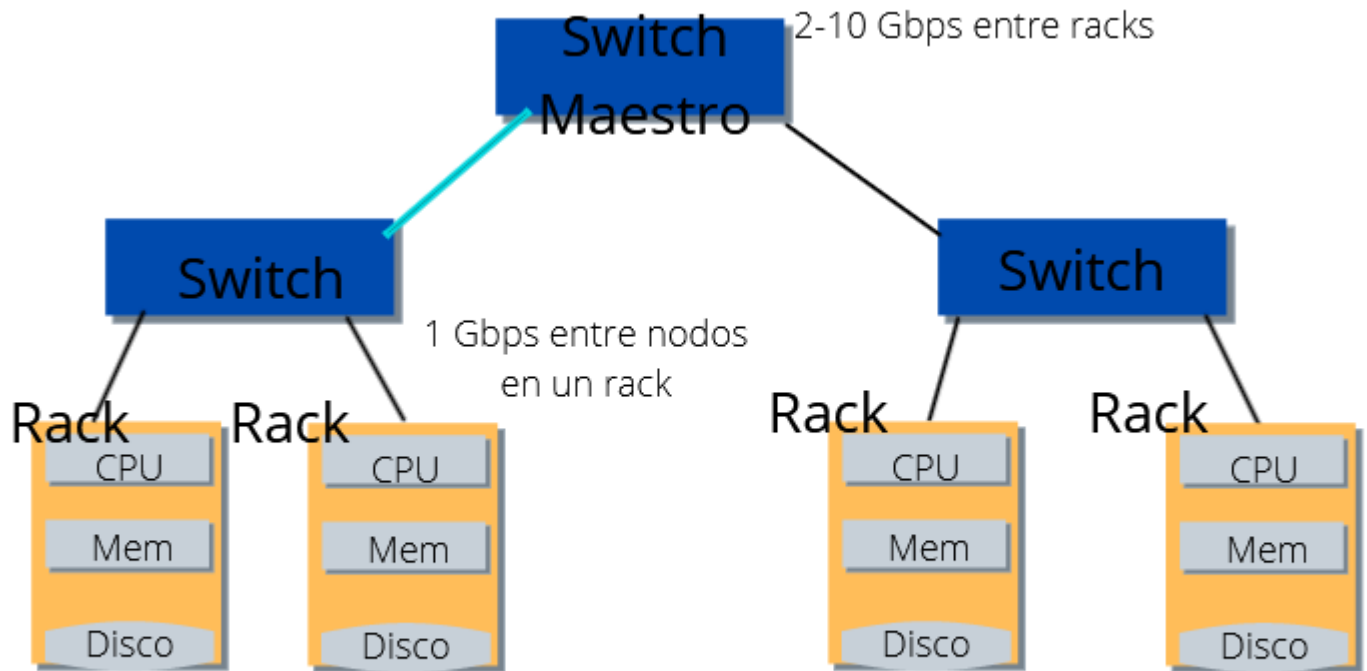 Switch
Maestro
2-10 Gbps entre racks
Switch
Switch
1 Gbps entre nodos
en un rack
Rack
Rack
Rack
Rack
CPU
CPU
CPU
CPU
Mem
Mem
Mem
Mem
Disco
Disco
Disco
Disco